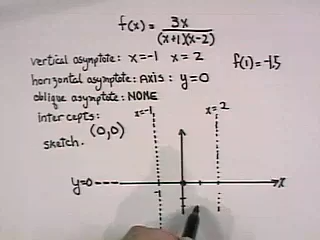 f(x) = 3x / (x+1)(x-2)
vertical asymptote: x=-1 x = 2 f(1)=-1.5
horizontal asymptote: AXIS: y=0
oblique asymptote: NONE
intercepts:
(0,0)
sketch.
x=-1 x=2
y=0 x
-1